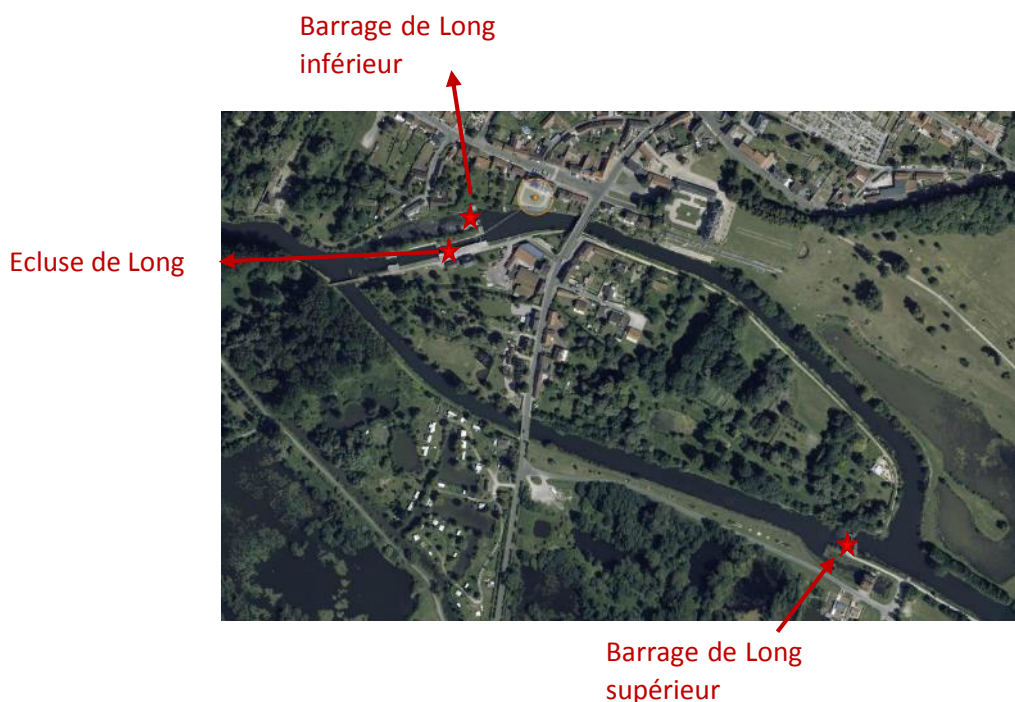 Barrage de Long
inférieur
Ecluse de Long
Barrage de Long
supérieur